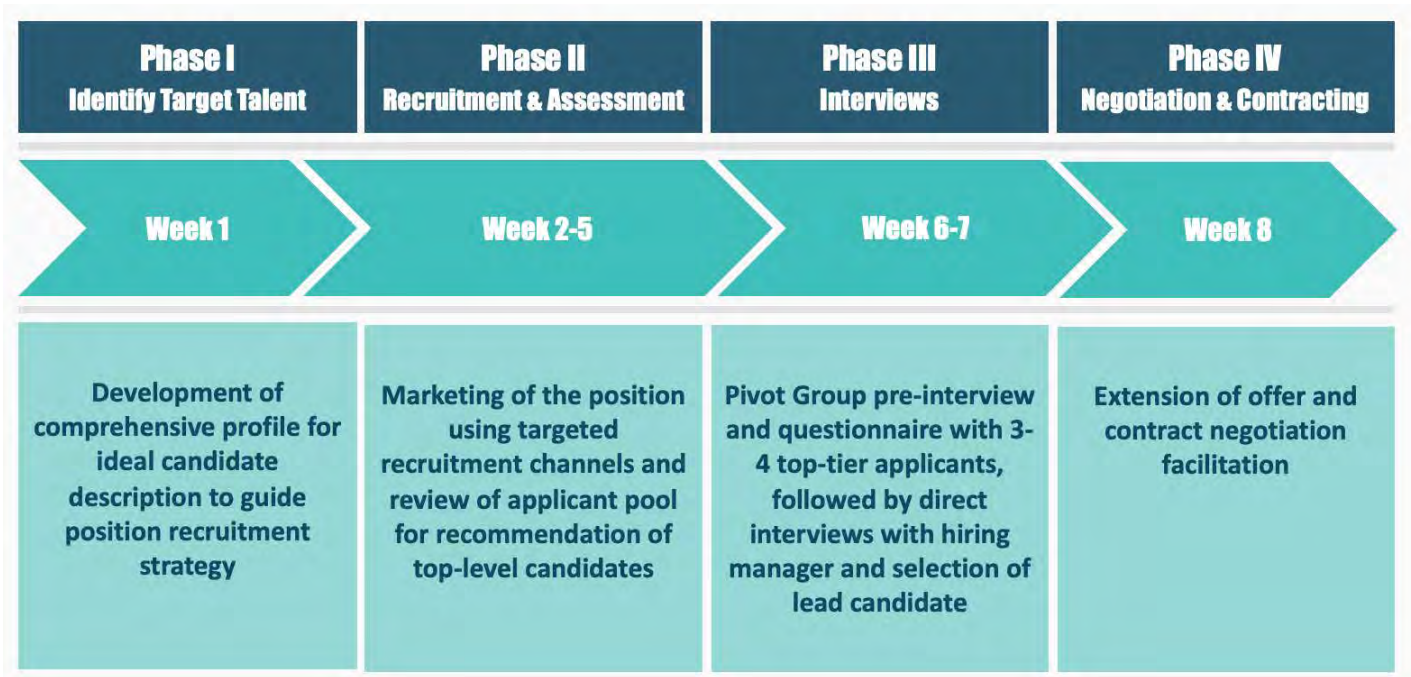 Phase I
Identify Target Talent
Phase II
Recruitment & Assessment
Phase III
Interviews
Phase IV
Negotiation & Contracting
Week 1
Week 2-5
Week 6-7
Week 8
Development of
comprehensive profile for
ideal candidate
description to guide
position recruitment
strategy
Marketing of the position
using targeted
recruitment channels and
review of applicant pool
for recommendation of
top-level candidates
Pivot Group pre-interview
and questionnaire with 3-
4 top-tier applicants,
followed by direct
interviews with hiring
manager and selection of
lead candidate
Extension of offer and
contract negotiation
facilitation